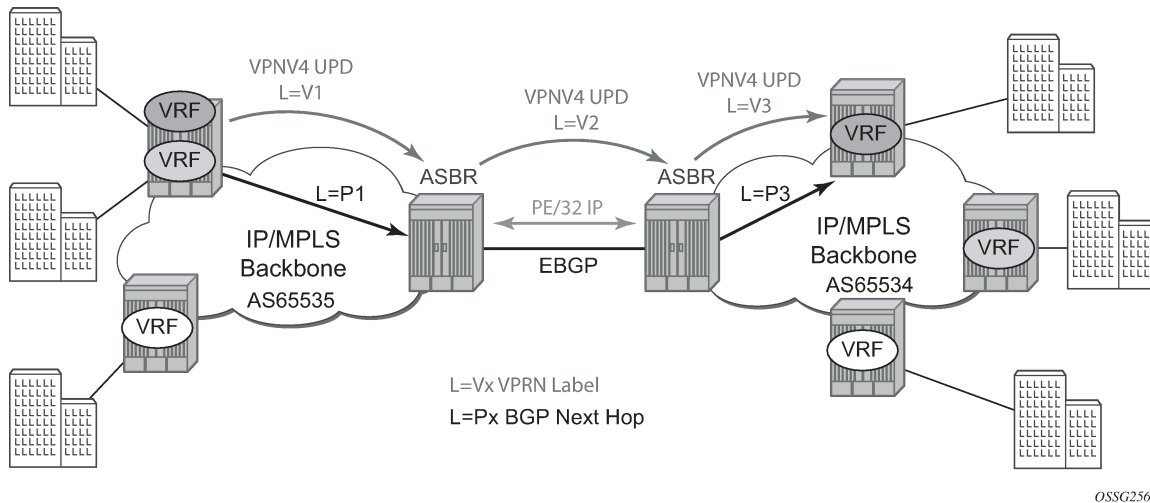 VPNV4 UPD
L=V1
VPNV4 UPD
L=V2
VPNV4 UPD
L=V3
VRF
VRF
VRF
ASBR
ASBR
L=P1
PE/32 IP
L=P3
IP/MPLS
Backbone
AS65535
EBGP
IP/MPLS
Backbone
AS65534
VRF
VRF
VRF
L=Vx VPRN Label
L=Px BGP Next Hop
OSSG256